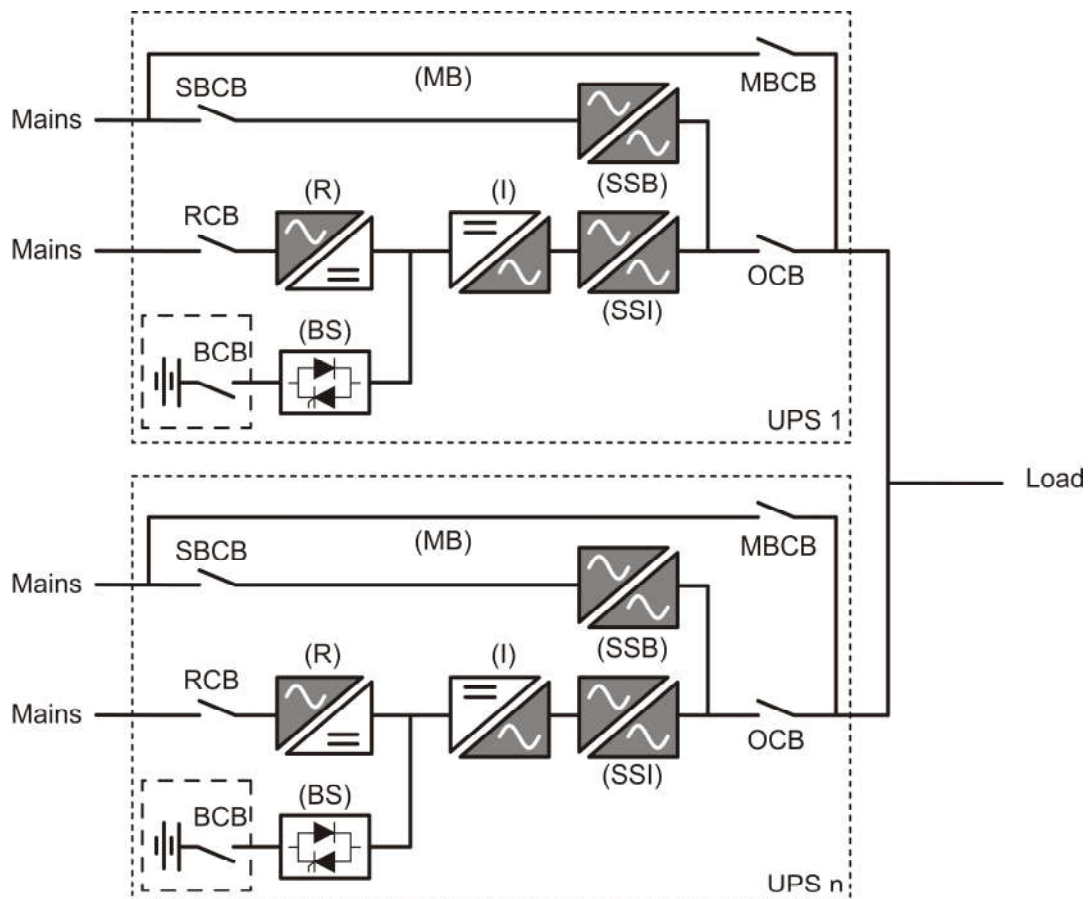 (MB)
MBCB
SBCB
Mains
(SSB)
(R)
(I)
RCB
Mains
OCB
(SSI)
(BS)
BCB
UPS 1
Load
(MB)
MBCB
SBCB
Mains
(SSB)
(R)
(I)
RCB
Mains
OCB
(SSI)
(BS)
BCB
UPS n